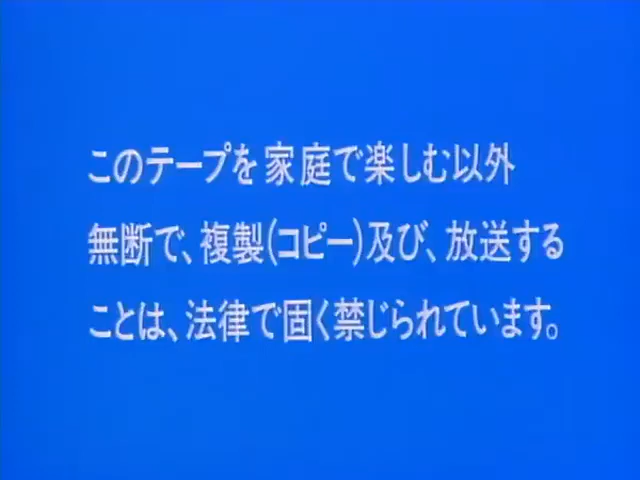 このテープを家庭で楽しむ以外
無断で、複製(コピー)及び、放送する
ことは、法律で固く禁じられています。